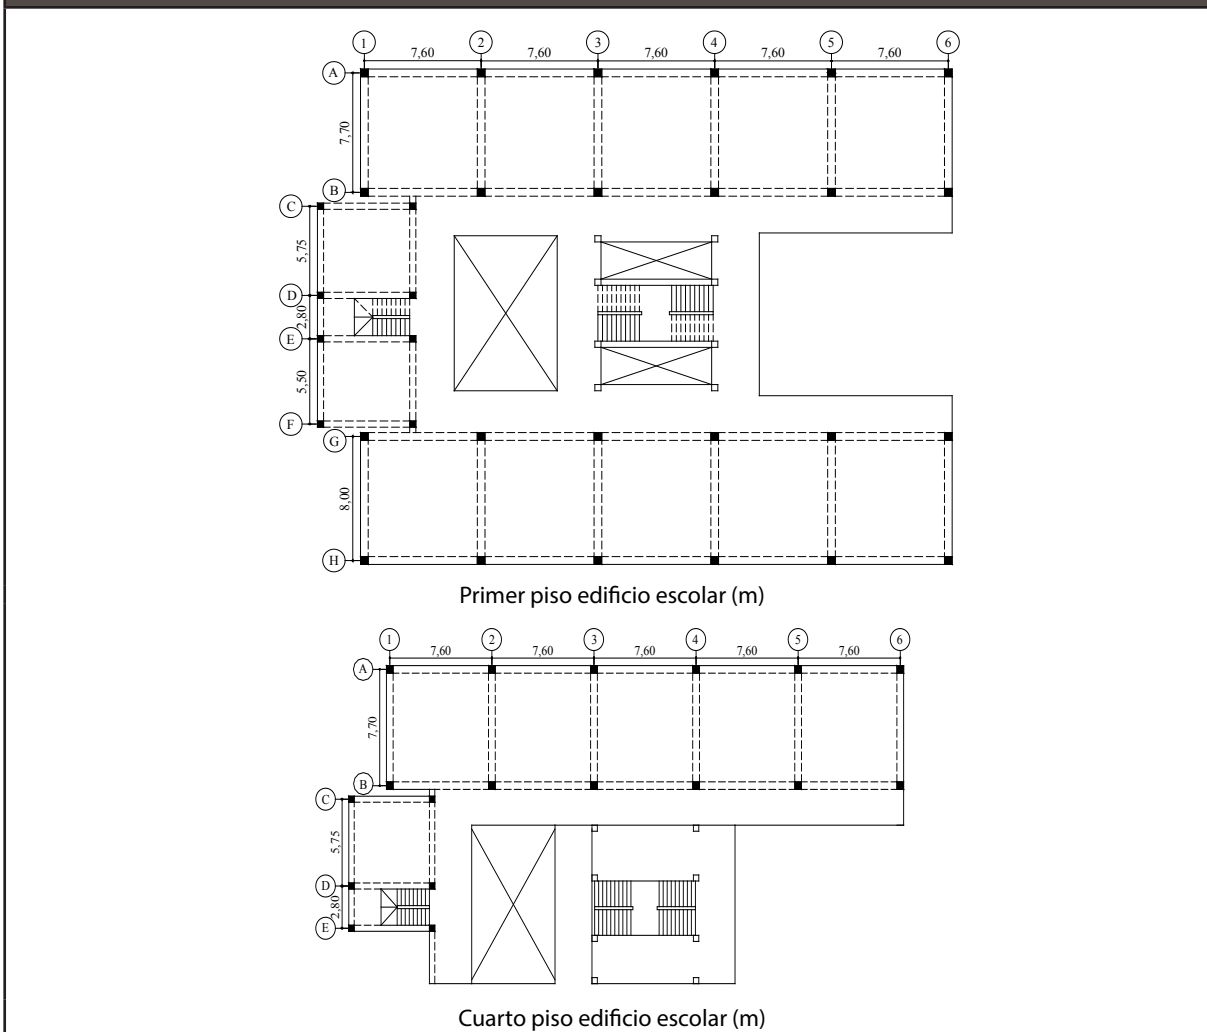 1 2 3 4 5 6
7,60 7,60 7,60 7,60 7,60
A
7,70
B
C
5,75
D
2,80
E
5,50
F
G
8,00
H
Primer piso edificio escolar (m)
1 2 3 4 5 6
7,60 7,60 7,60 7,60 7,60
A
7,70
B
C
5,75
D
2,80
E
Cuarto piso edificio escolar (m)